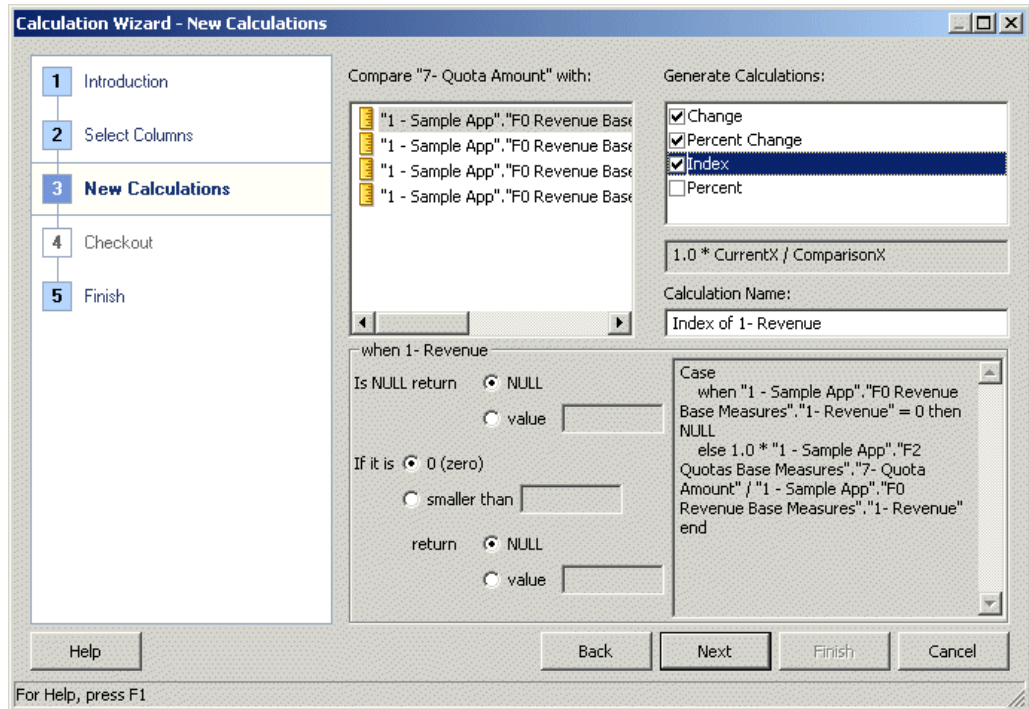 Calculation Wizard - New Calculations
1 Introduction
2 Select Columns
3 New Calculations
4 Checkout
5 Finish
Compare "7- Quota Amount" with:
"1 - Sample App"."F0 Revenue Base
"1 - Sample App"."F0 Revenue Base
"1 - Sample App"."F0 Revenue Base
"1 - Sample App"."F0 Revenue Base
Generate Calculations:
Change
Percent Change
Index
Percent
1.0 * CurrentX / ComparisonX
Calculation Name:
Index of 1- Revenue
when 1- Revenue
Is NULL return NULL
value
If it is 0 (zero)
smaller than
return NULL
value
Case
when "1 - Sample App"."F0 Revenue
Base Measures"."1- Revenue" = 0 then
NULL
else 1.0 * "1 - Sample App"."F2
Quotas Base Measures"."7- Quota
Amount" / "1 - Sample App"."F0
Revenue Base Measures"."1- Revenue"
end
Help
Back
Next
Finish
Cancel
For Help, press F1